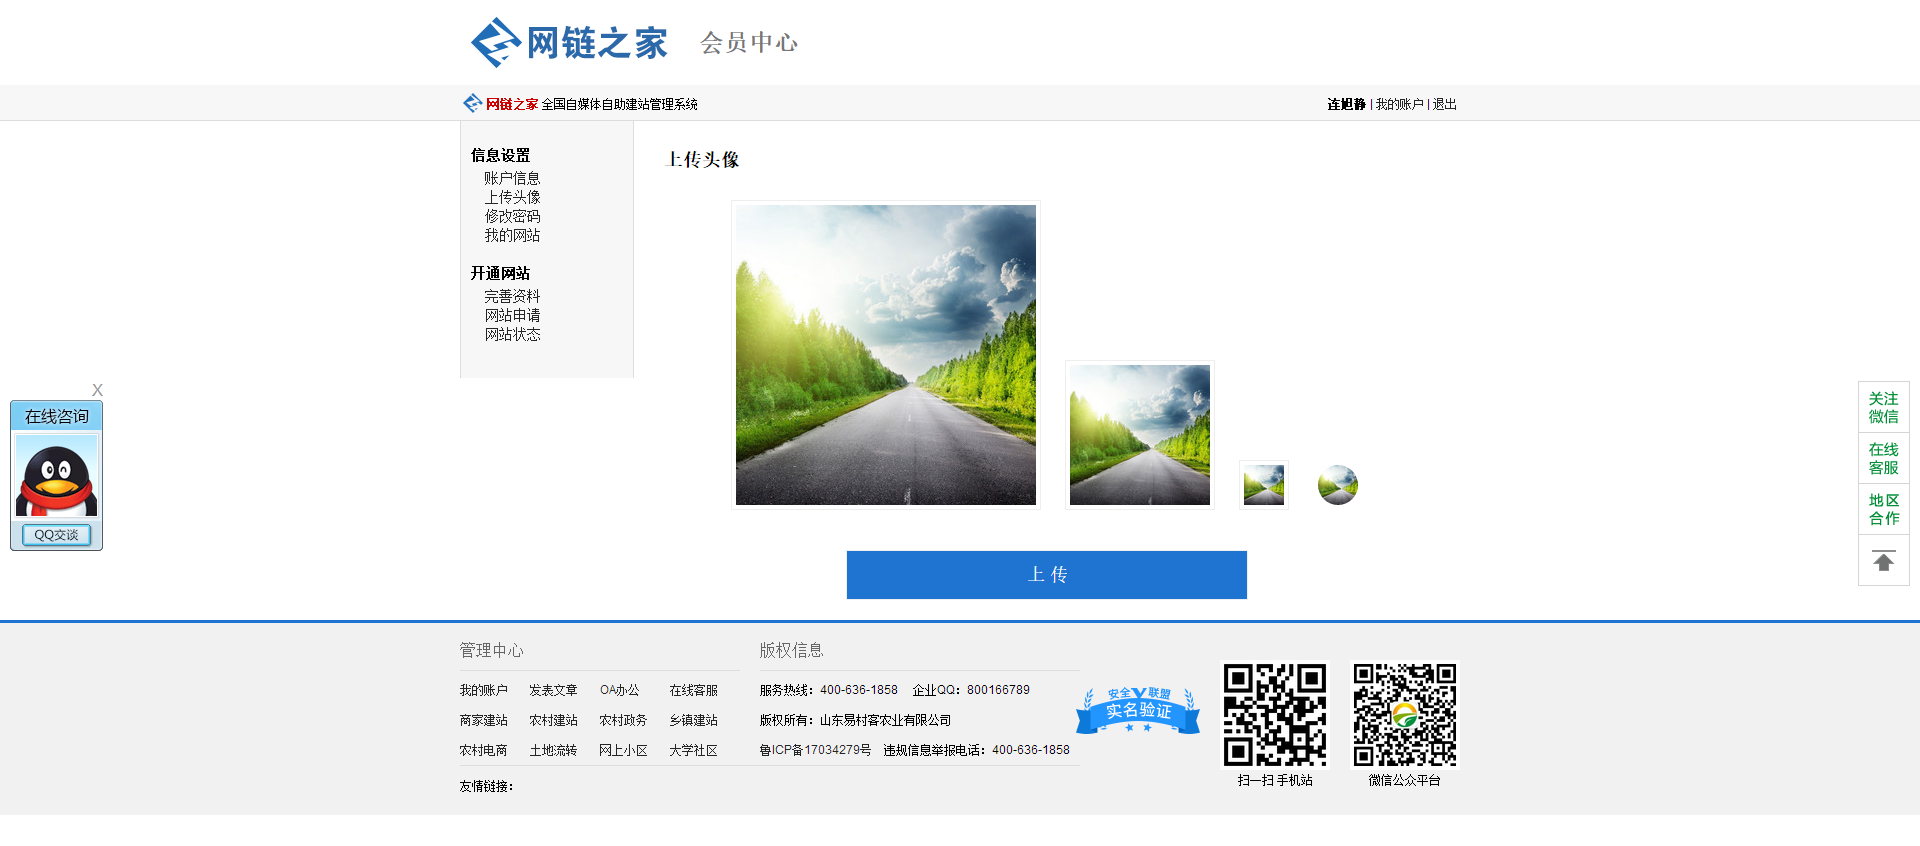 网链之家 会员中心
网链之家 全国自媒体自助建站管理系统
连旭静 | 我的账户 | 退出
信息设置
账户信息
上传头像
修改密码
我的网站
开通网站
完善资料
网站申请
网站状态
上传头像
上 传
X
在线咨询
QQ交谈
关注
微信
在线
客服
地区
合作
管理中心
我的账户 发表文章 OA办公 在线客服
商家建站 农村建站 农村政务 乡镇建站
农村电商 土地流转 网上小区 大学社区
版权信息
服务热线：400-636-1858 企业QQ：800166789
版权所有：山东易村客农业有限公司
鲁ICP备17034279号 违规信息举报电话：400-636-1858
安全 联盟
实名验证
扫一扫 手机站
微信公众平台
友情链接：